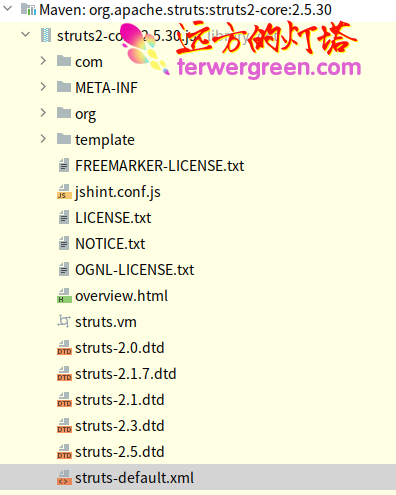 Maven: org.apache.struts:struts2-core:2.5.30
struts2-co 2.5.30.j
远方的灯塔
terwergreen.com
com
META-INF
org
template
FREEMARKER-LICENSE.txt
jshint.conf.js
LICENSE.txt
NOTICE.txt
OGNL-LICENSE.txt
overview.html
struts.vm
struts-2.0.dtd
struts-2.1.7.dtd
struts-2.1.dtd
struts-2.3.dtd
struts-2.5.dtd
struts-default.xml